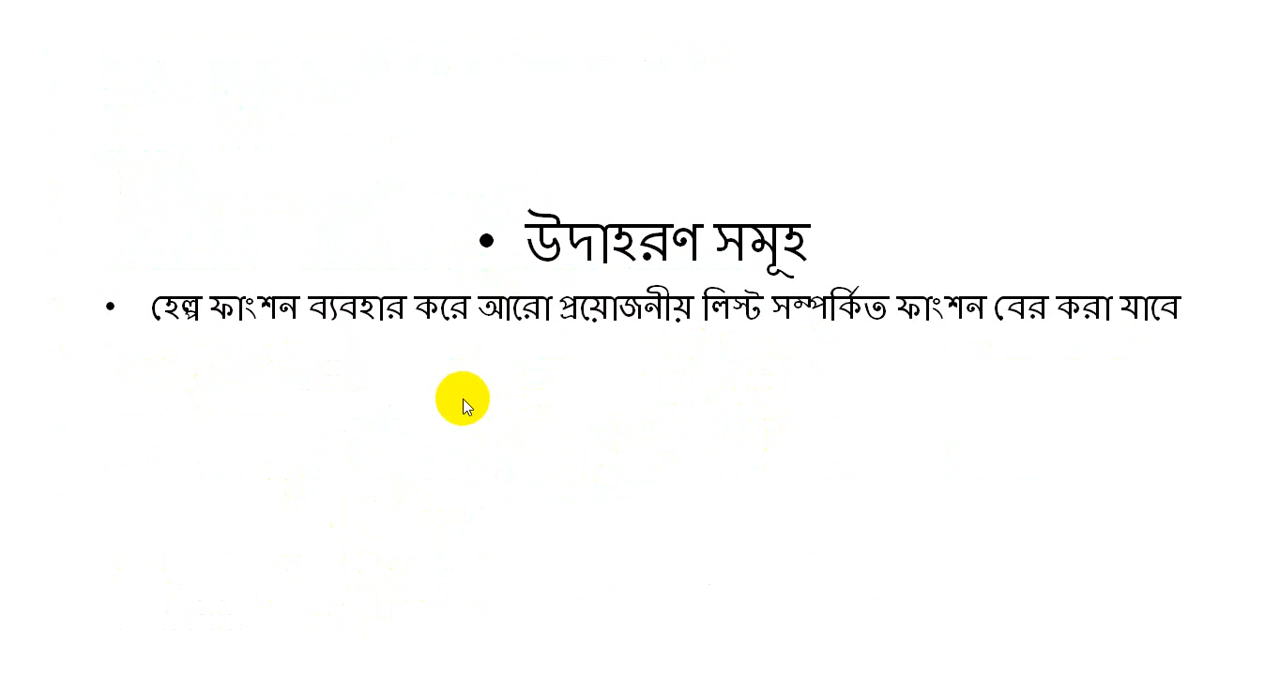 • উদাহরণ সমূহ
• হেল্প ফাংশন ব্যবহার করে আরো প্রয়োজনীয় লিস্ট সম্পর্কিত ফাংশন বের করা যাবে